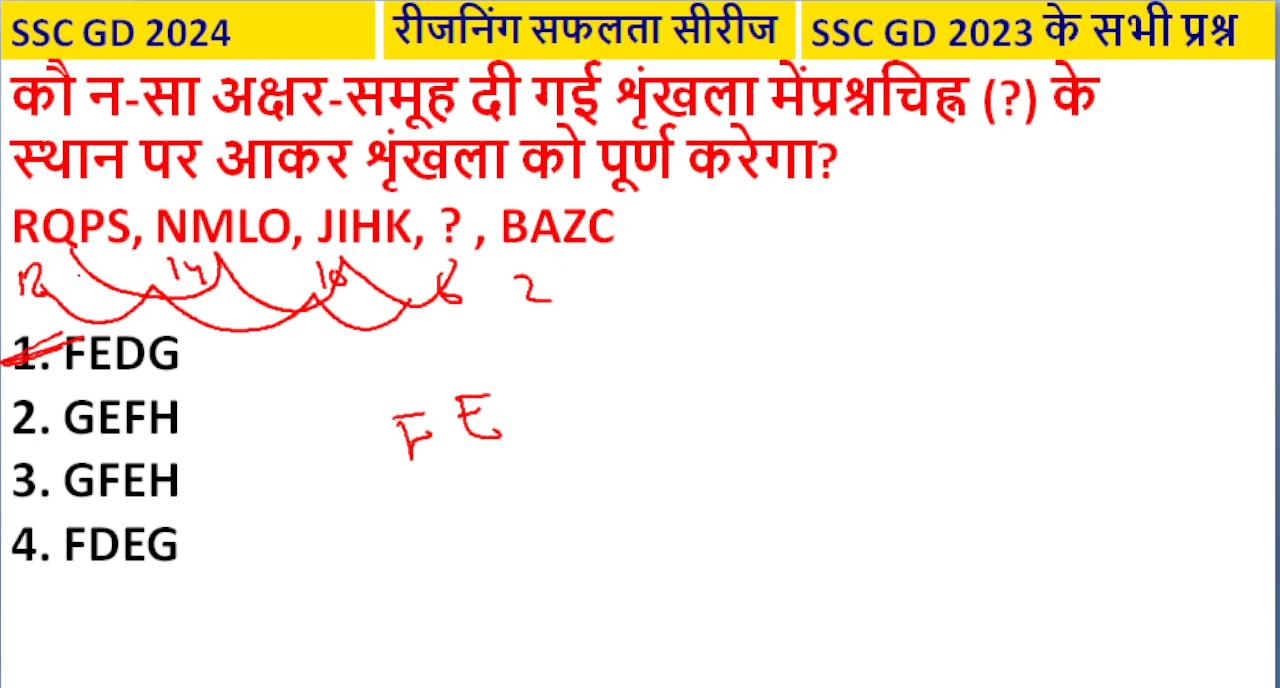 SSC GD 2024 रीजनिंग सफलता सीरीज SSC GD 2023 के सभी प्रश्न
कौ न-सा अक्षर-समूह दी गई शृंखला मेंप्रश्नचिह्न (?) के
स्थान पर आकर शृंखला को पूर्ण करेगा?
RQPS, NMLO, JIHK, ? , BAZC
18 14 10 6 2
1. FEDG
2. GEFH
F E
3. GFEH
4. FDEG